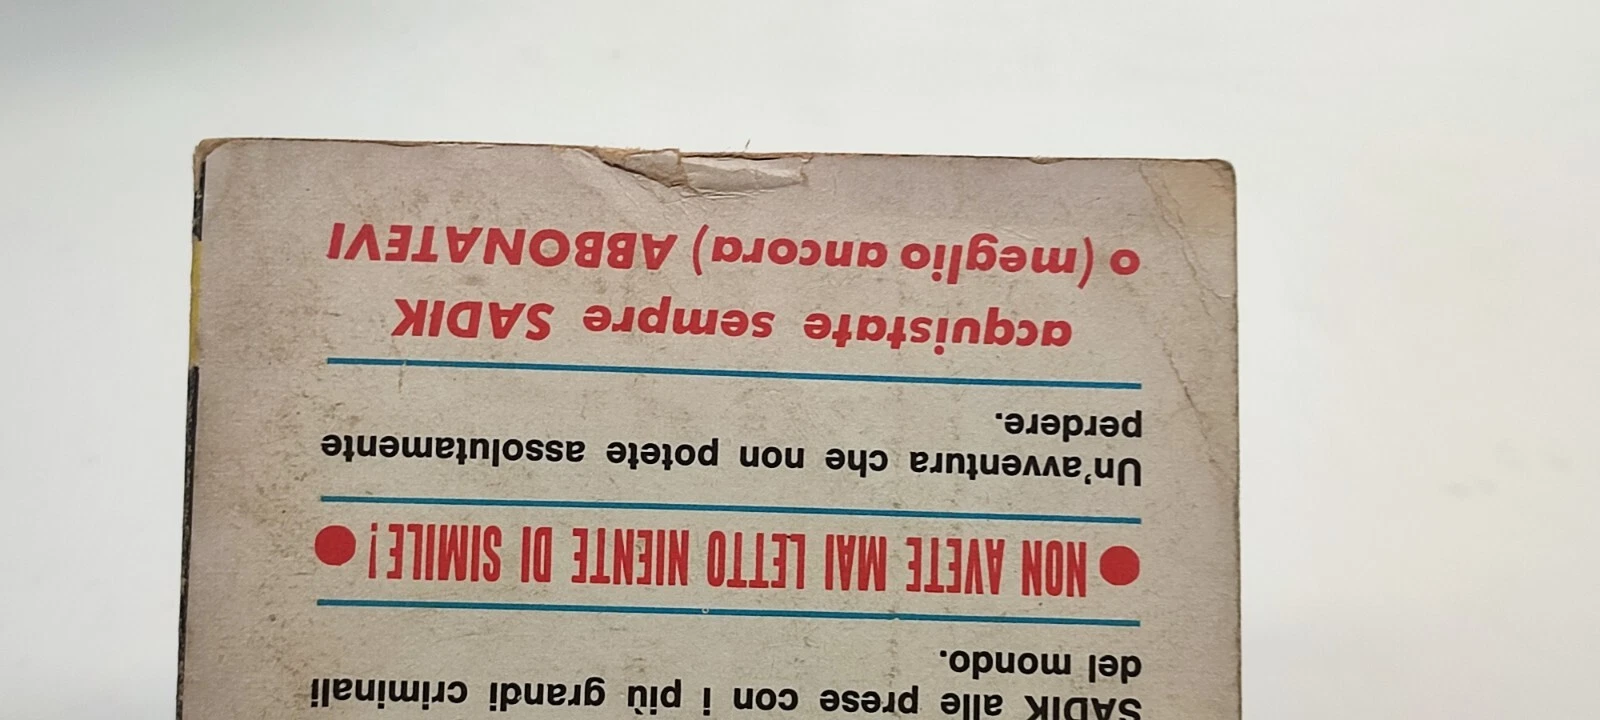 SADIK alle prese con i più grandi criminali
del mondo.
● NON AVETE MAI LETTO NIENTE DI SIMILE! ●
Un'avventura che non potete assolutamente
perdere.
acquistate sempre SADIK
o (meglio ancora) ABBONATEVI